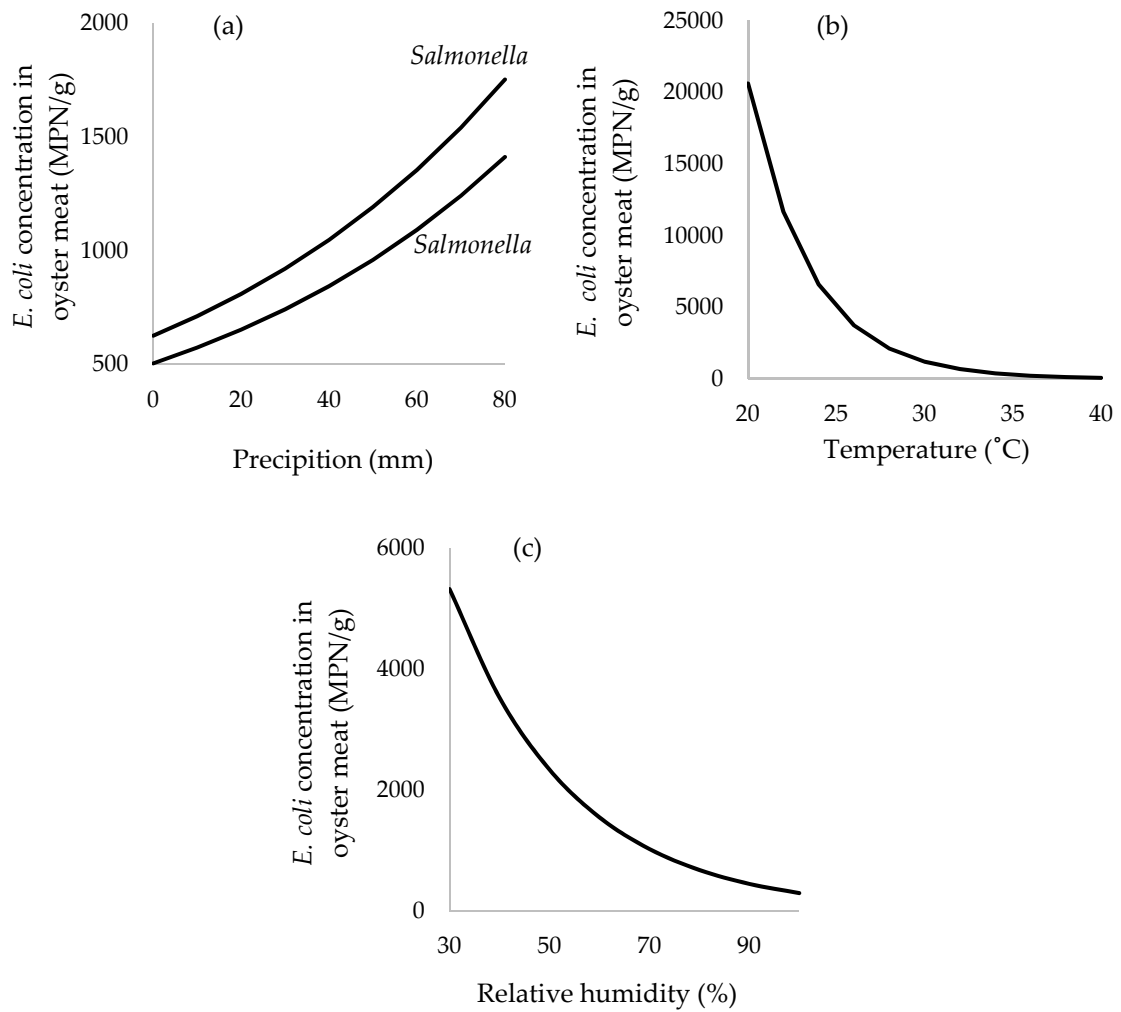 (a)
2000
1500
1000
500
E. coli concentration in
oyster meat (MPN/g)
Salmonella
Salmonella
0 20 40 60 80
Precipition (mm)
(b)
25000
20000
15000
10000
5000
0
E. coli concentration in
oyster meat (MPN/g)
20 25 30 35 40
Temperature (˚C)
(c)
6000
4000
2000
0
E. coli concentration in
oyster meat (MPN/g)
30 50 70 90
Relative humidity (%)